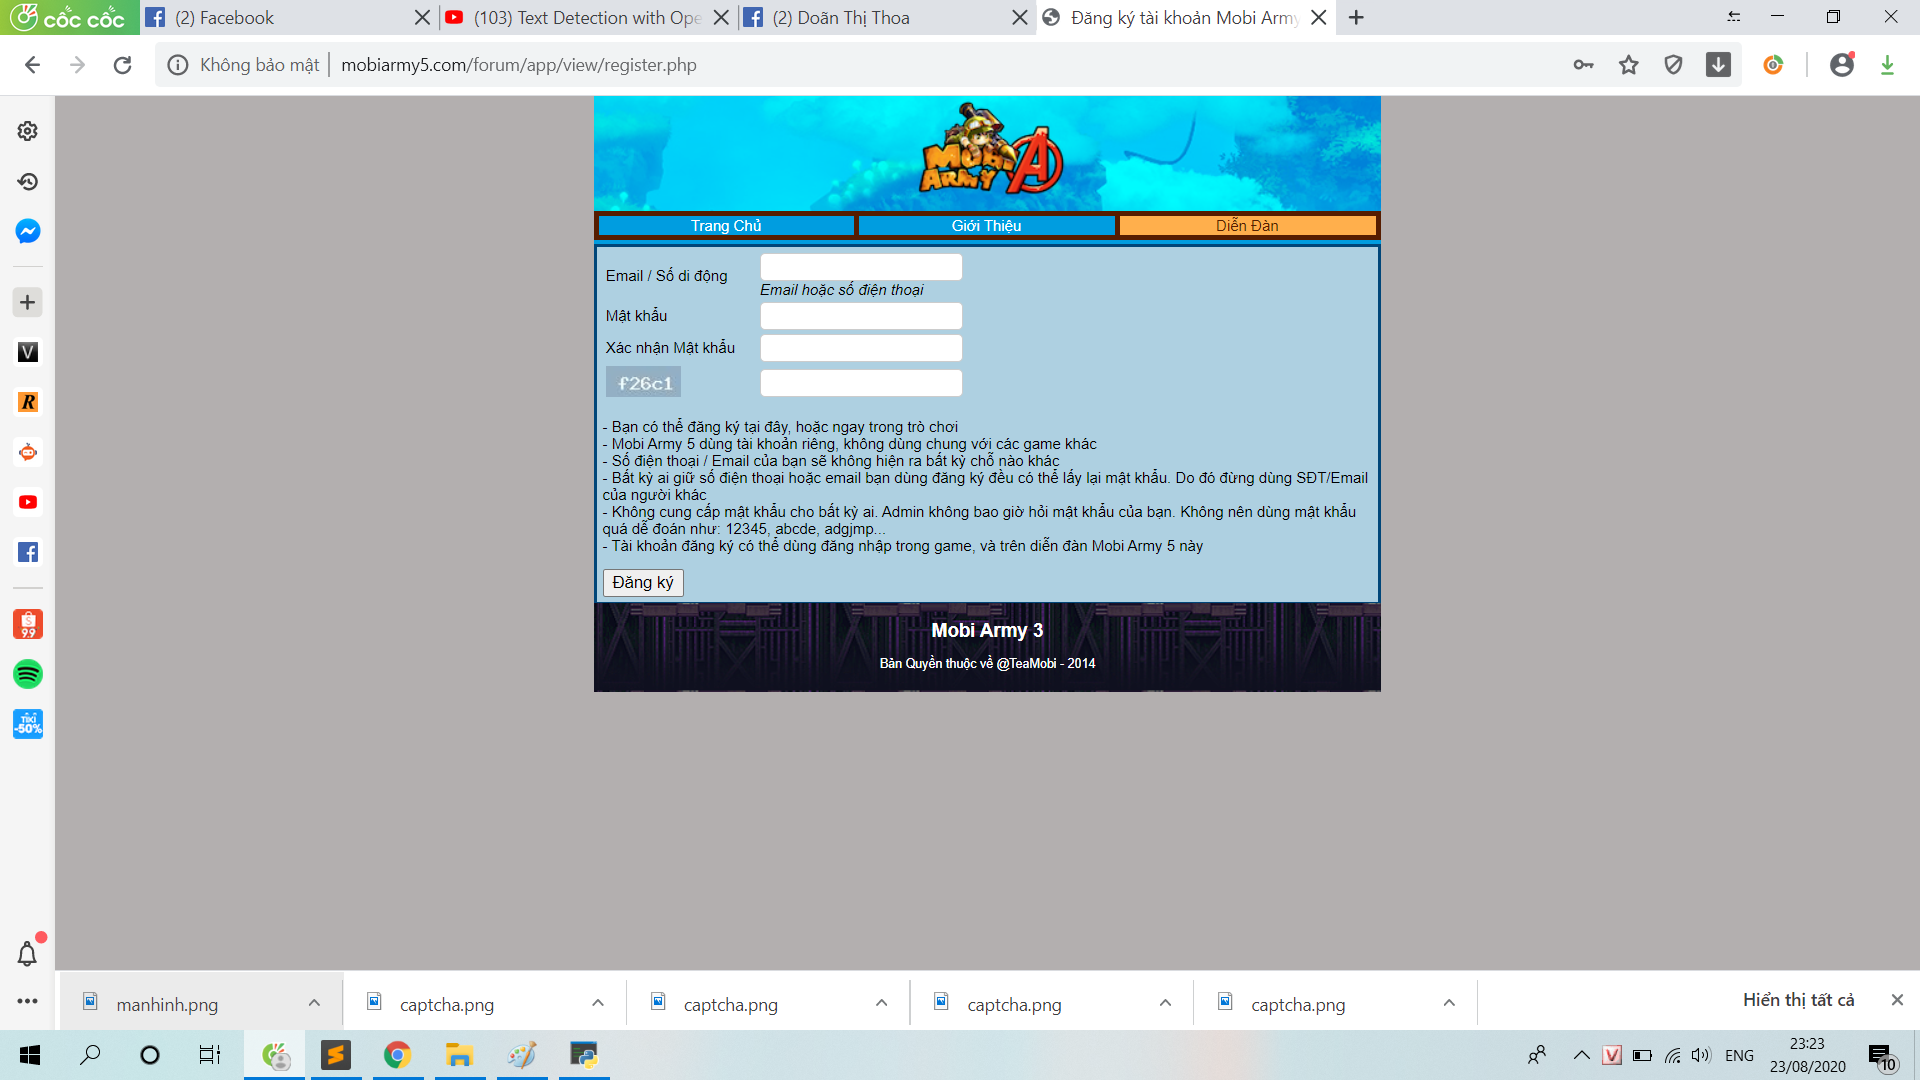 cốc cốc
(2) Facebook
(103) Text Detection with Ope
(2) Doãn Thị Thoa
Đăng ký tài khoản Mobi Army
Không bảo mật
mobiarmy5.com/forum/app/view/register.php
MOBI ARMY A
Trang Chủ
Giới Thiệu
Diễn Đàn
Email / Số di động
Email hoặc số điện thoại
Mật khẩu
Xác nhận Mật khẩu
f26c1
- Bạn có thể đăng ký tại đây, hoặc ngay trong trò chơi
- Mobi Army 5 dùng tài khoản riêng, không dùng chung với các game khác
- Số điện thoại / Email của bạn sẽ không hiện ra bất kỳ chỗ nào khác
- Bất kỳ ai giữ số điện thoại hoặc email bạn dùng đăng ký đều có thể lấy lại mật khẩu. Do đó đừng dùng SĐT/Email
của người khác
- Không cung cấp mật khẩu cho bất kỳ ai. Admin không bao giờ hỏi mật khẩu của bạn. Không nên dùng mật khẩu
quá dễ đoán như: 12345, abcde, adgjmp...
- Tài khoản đăng ký có thể dùng đăng nhập trong game, và trên diễn đàn Mobi Army 5 này
Đăng ký
Mobi Army 3
Bản Quyền thuộc về @TeaMobi - 2014
V
R
9.9
TIKI
-50%
manhinh.png
captcha.png
captcha.png
captcha.png
captcha.png
Hiển thị tất cả
V
ENG
23:23
23/08/2020
10